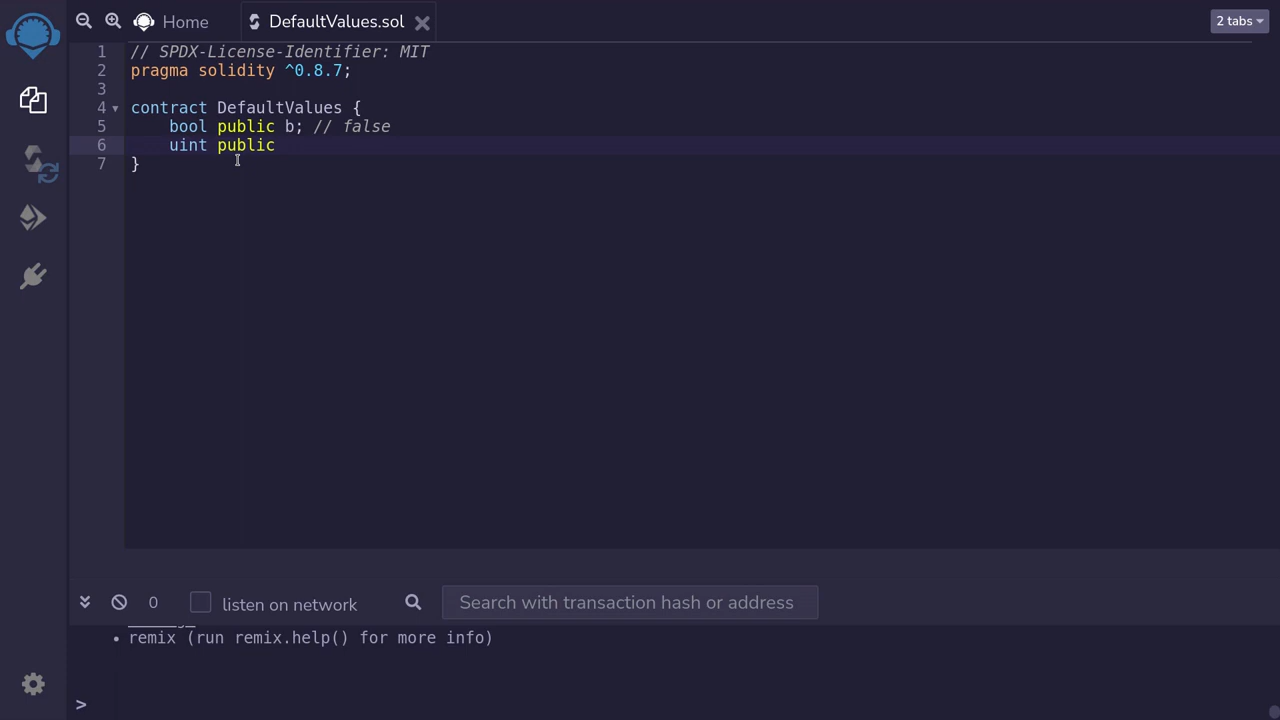 Home
DefaultValues.sol
2 tabs
1 // SPDX-License-Identifier: MIT
2 pragma solidity ^0.8.7;
3
4 contract DefaultValues {
5 bool public b; // false
6 uint public
7 }
0
listen on network
Search with transaction hash or address
• remix (run remix.help() for more info)
>